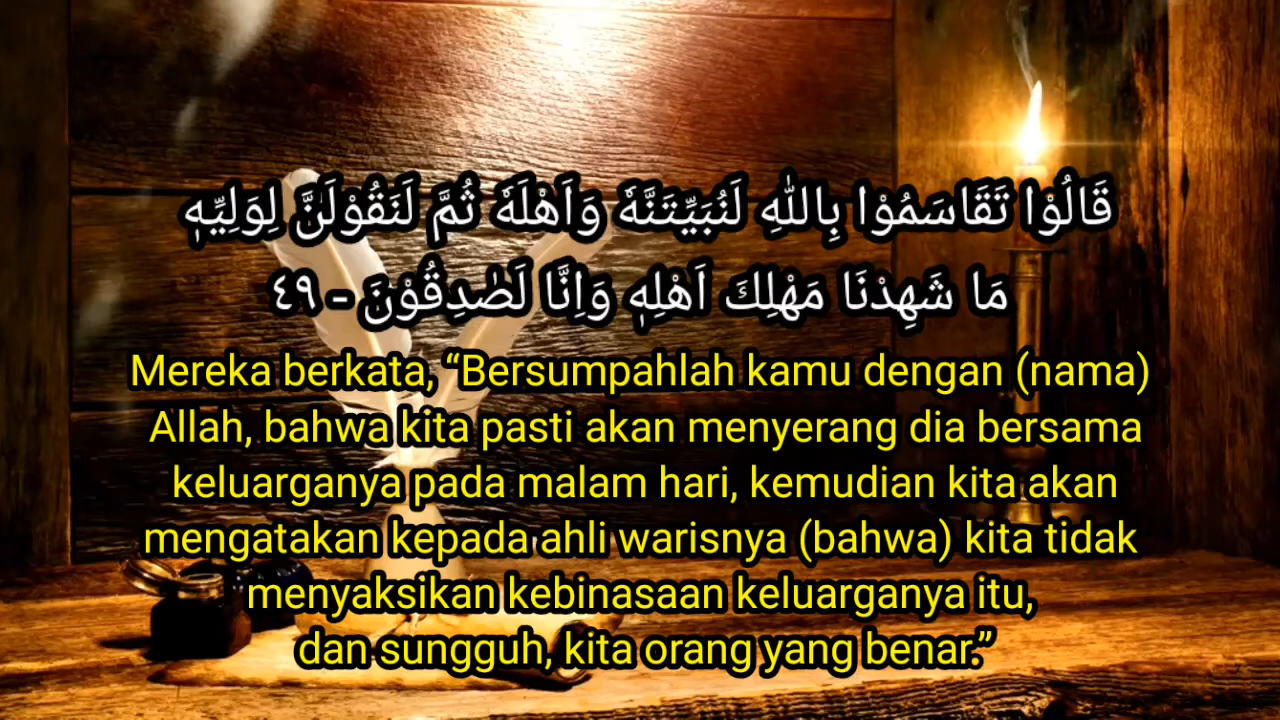 قَالُوْا تَقَاسَمُوْا بِاللّٰهِ لَنُبَيِّتَنَّهٗ وَاَهْلَهٗ ثُمَّ لَنَقُوْلَنَّ لِوَلِيِّهٖ
مَا شَهِدْنَا مَهْلِكَ اَهْلِهٖ وَاِنَّا لَصٰدِقُوْنَ - ٤٩
Mereka berkata, “Bersumpahlah kamu dengan (nama)
Allah, bahwa kita pasti akan menyerang dia bersama
keluarganya pada malam hari, kemudian kita akan
mengatakan kepada ahli warisnya (bahwa) kita tidak
menyaksikan kebinasaan keluarganya itu,
dan sungguh, kita orang yang benar.”